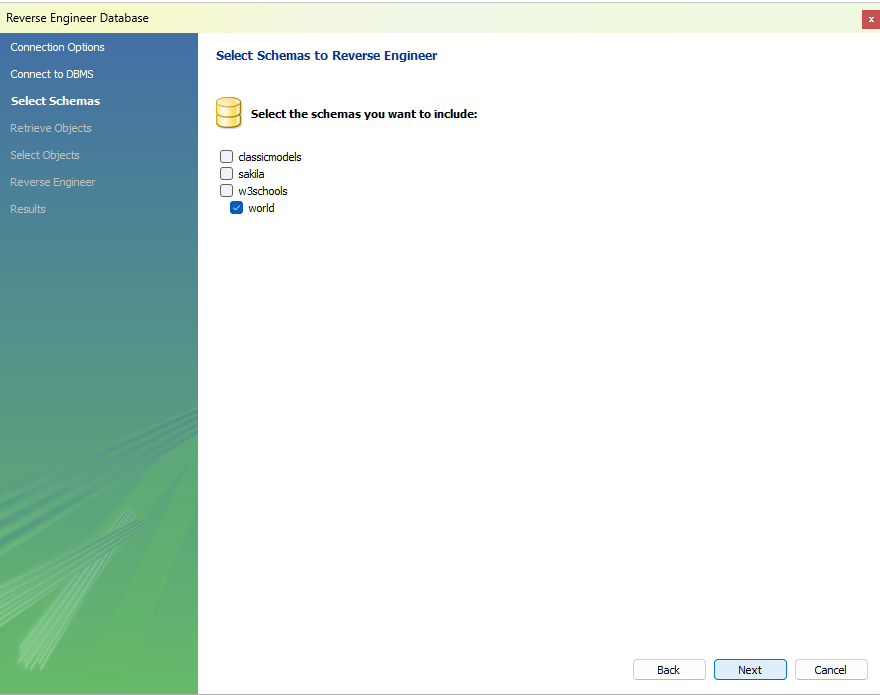 Reverse Engineer Database
x
Connection Options
Connect to DBMS
Select Schemas
Retrieve Objects
Select Objects
Reverse Engineer
Results
Select Schemas to Reverse Engineer
Select the schemas you want to include:
classicmodels
sakila
w3schools
world
Back
Next
Cancel